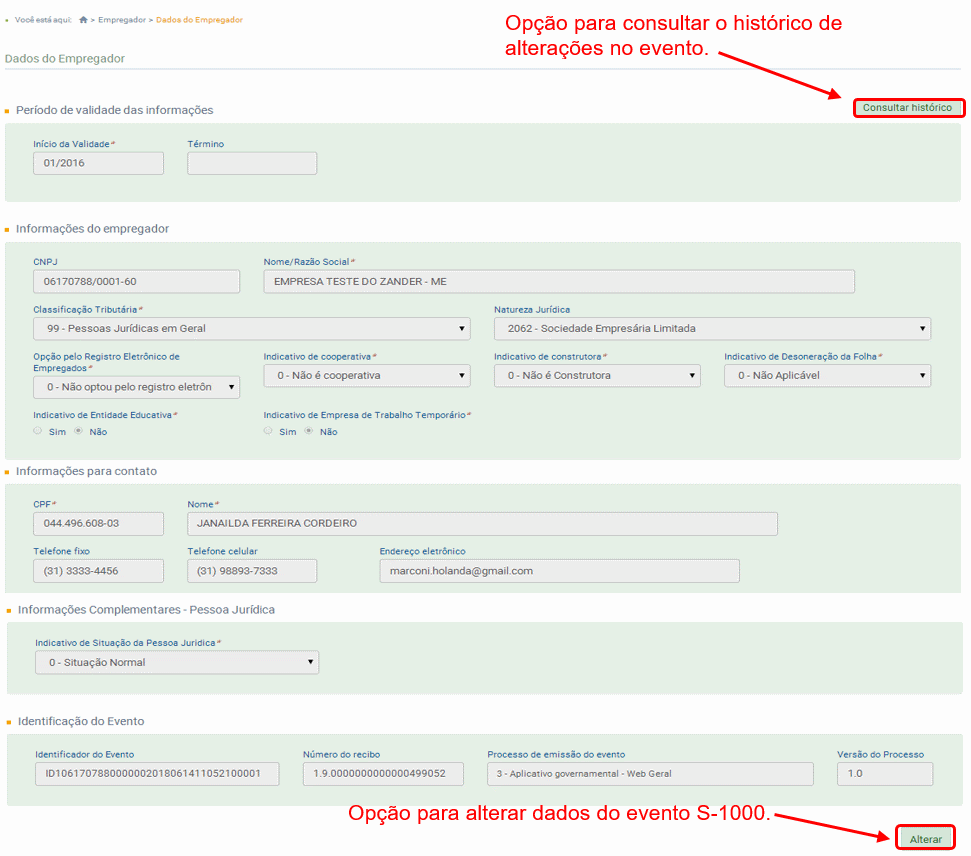 Você está aqui: > Empregador > Dados do Empregador
Opção para consultar o histórico de
alterações no evento.
Dados do Empregador
Consultar histórico
Período de validade das informações
Início da Validade* Término
01/2016
Informações do empregador
CNPJ Nome/Razão Social*
06170788/0001-60 EMPRESA TESTE DO ZANDER - ME
Classificação Tributária* Natureza Jurídica
99 - Pessoas Jurídicas em Geral 2062 - Sociedade Empresária Limitada
Opção pelo Registro Eletrônico de
Empregados* Indicativo de cooperativa* Indicativo de construtora* Indicativo de Desoneração da Folha*
0 - Não optou pelo registro eletrôn 0 - Não é cooperativa 0 - Não é Construtora 0 - Não Aplicável
Indicativo de Entidade Educativa* Indicativo de Empresa de Trabalho Temporário*
Sim Não Sim Não
Informações para contato
CPF* Nome*
044.496.608-03 JANAILDA FERREIRA CORDEIRO
Telefone fixo Telefone celular Endereço eletrônico
(31) 3333-4456 (31) 98893-7333 marconi.holanda@gmail.com
Informações Complementares - Pessoa Jurídica
Indicativo de Situação da Pessoa Juridica*
0 - Situação Normal
Identificação do Evento
Identificador do Evento Número do recibo Processo de emissão do evento Versão do Processo
ID1061707880000002018061411052100001 1.9.0000000000000499052 3 - Aplicativo governamental - Web Geral 1.0
Opção para alterar dados do evento S-1000.
Alterar